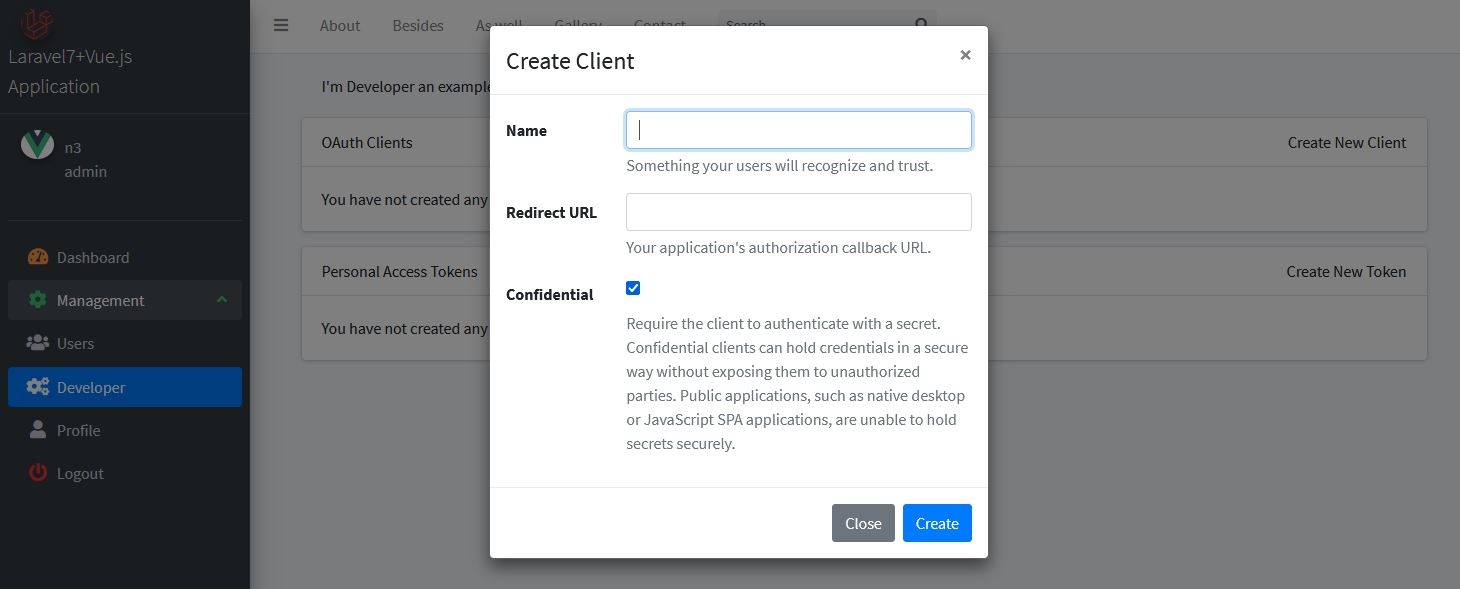 Laravel7+Vue.js
Application
n3
admin
Dashboard
Management
Users
Developer
Profile
Logout
About Besides As well Gallery Contact Search
I'm Developer an example
OAuth Clients Create New Client
You have not created any
Personal Access Tokens Create New Token
You have not created any
Create Client ×
Name
Something your users will recognize and trust.
Redirect URL
Your application's authorization callback URL.
Confidential
Require the client to authenticate with a secret.
Confidential clients can hold credentials in a secure
way without exposing them to unauthorized
parties. Public applications, such as native desktop
or JavaScript SPA applications, are unable to hold
secrets securely.
Close Create